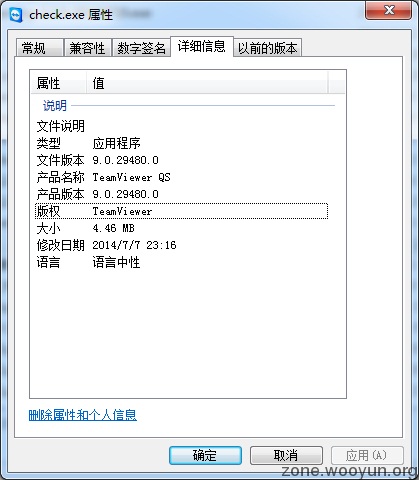 check.exe 属性
常规 兼容性 数字签名 详细信息 以前的版本
属性 值
说明
文件说明
类型 应用程序
文件版本 9.0.29480.0
产品名称 TeamViewer QS
产品版本 9.0.29480.0
版权 TeamViewer
大小 4.46 MB
修改日期 2014/7/7 23:16
语言 语言中性
删除属性和个人信息
确定 取消 应用(A)
zone.wooyun.org